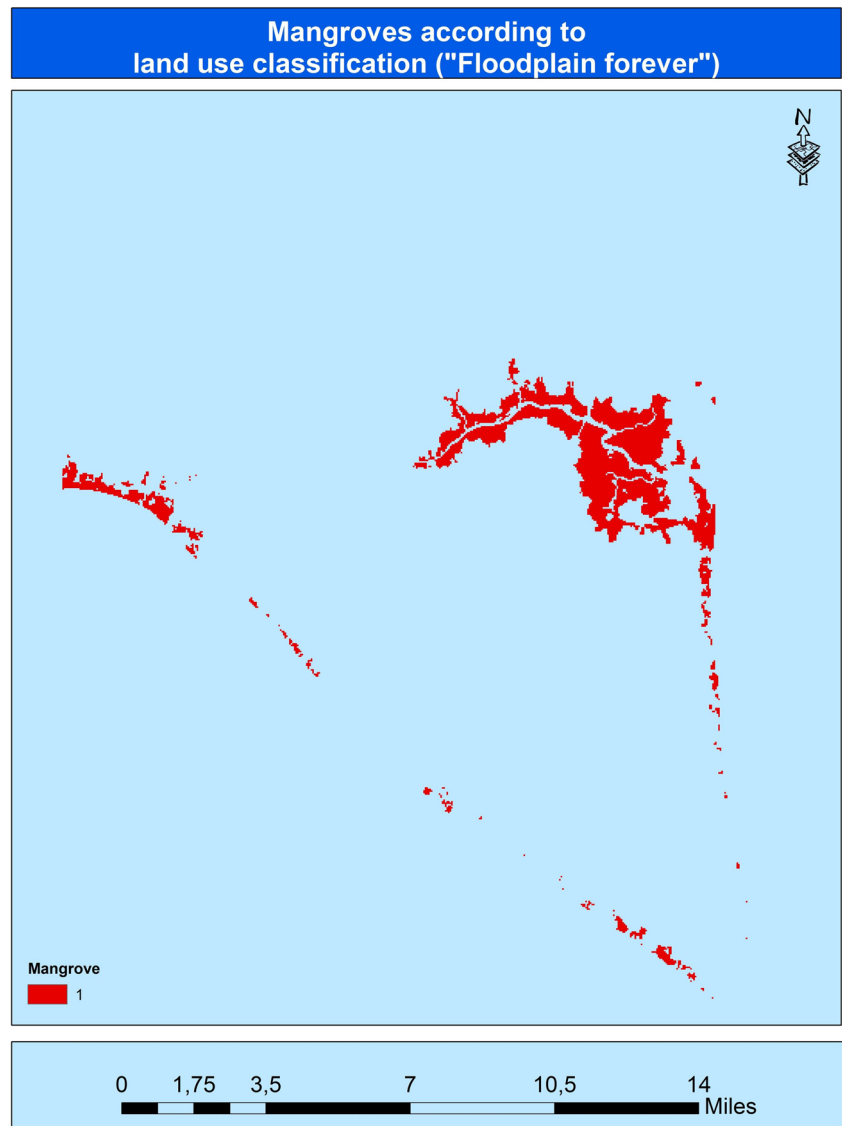 Mangroves according to
land use classification ("Floodplain forever")
N
Mangrove
1
0 1,75 3,5 7 10,5 14
Miles